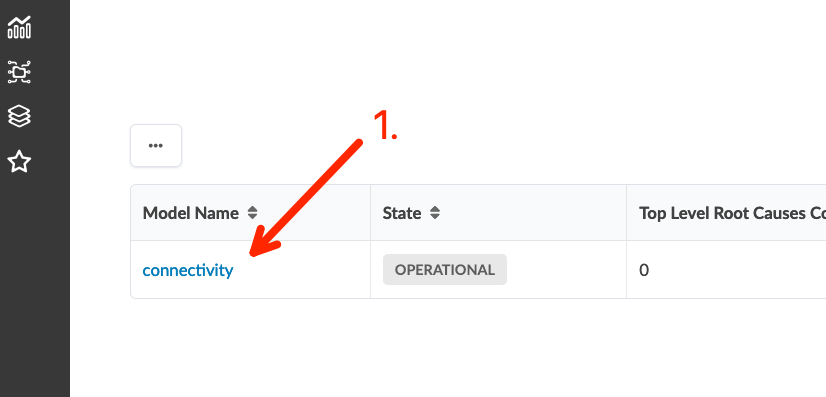 1.
...
Model Name State Top Level Root Causes Co
connectivity OPERATIONAL 0